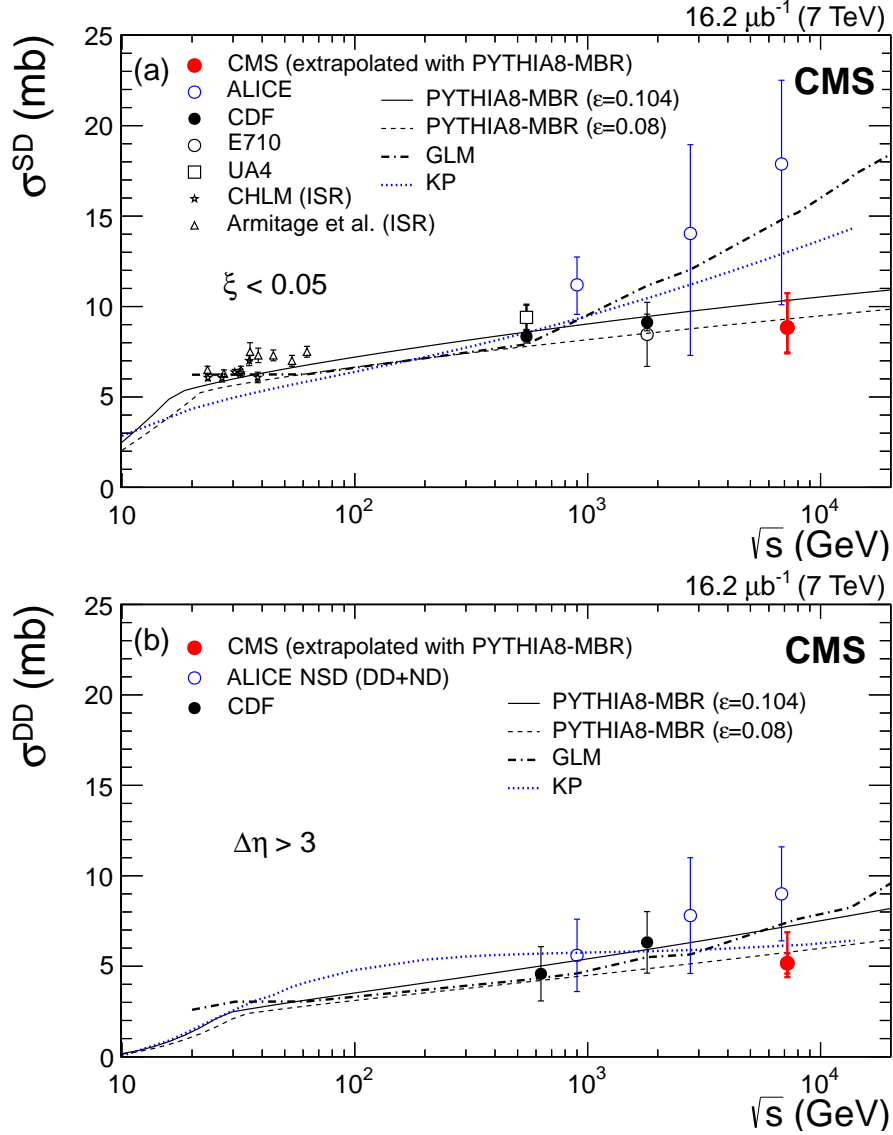 16.2 μb⁻¹ (7 TeV)
σ^SD (mb)
25
20
15
10
5
0
(a)
CMS
CMS (extrapolated with PYTHIA8-MBR)
ALICE
CDF
E710
UA4
CHLM (ISR)
Armitage et al. (ISR)
PYTHIA8-MBR (ε=0.104)
PYTHIA8-MBR (ε=0.08)
GLM
KP
ξ < 0.05
10 10² 10³ 10⁴
√s (GeV)
16.2 μb⁻¹ (7 TeV)
σ^DD (mb)
25
20
15
10
5
0
(b)
CMS
CMS (extrapolated with PYTHIA8-MBR)
ALICE NSD (DD+ND)
CDF
PYTHIA8-MBR (ε=0.104)
PYTHIA8-MBR (ε=0.08)
GLM
KP
Δη > 3
10 10² 10³ 10⁴
√s (GeV)